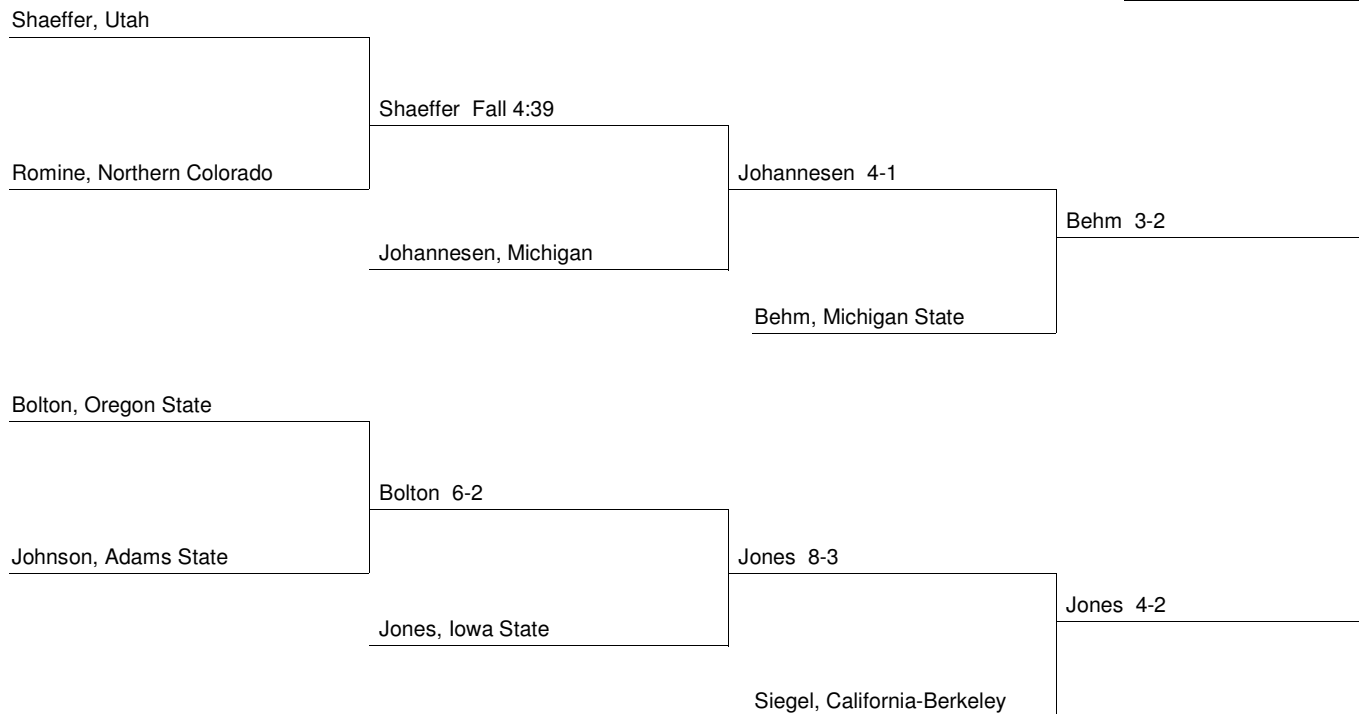 Shaeffer, Utah
Shaeffer  Fall 4:39
Romine, Northern Colorado
Johannesen  4-1
Behm  3-2
Johannesen, Michigan
Behm, Michigan State
Bolton, Oregon State
Bolton  6-2
Johnson, Adams State
Jones  8-3
Jones  4-2
Jones, Iowa State
Siegel, California-Berkeley